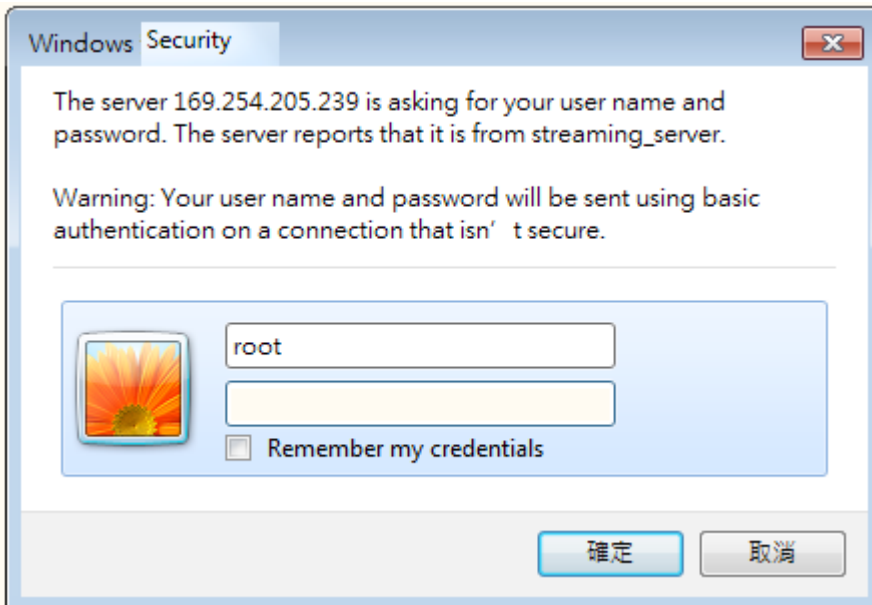 Windows Security
The server 169.254.205.239 is asking for your user name and
password. The server reports that it is from streaming_server.
Warning: Your user name and password will be sent using basic
authentication on a connection that isn’ t secure.
root
Remember my credentials
確定 取消